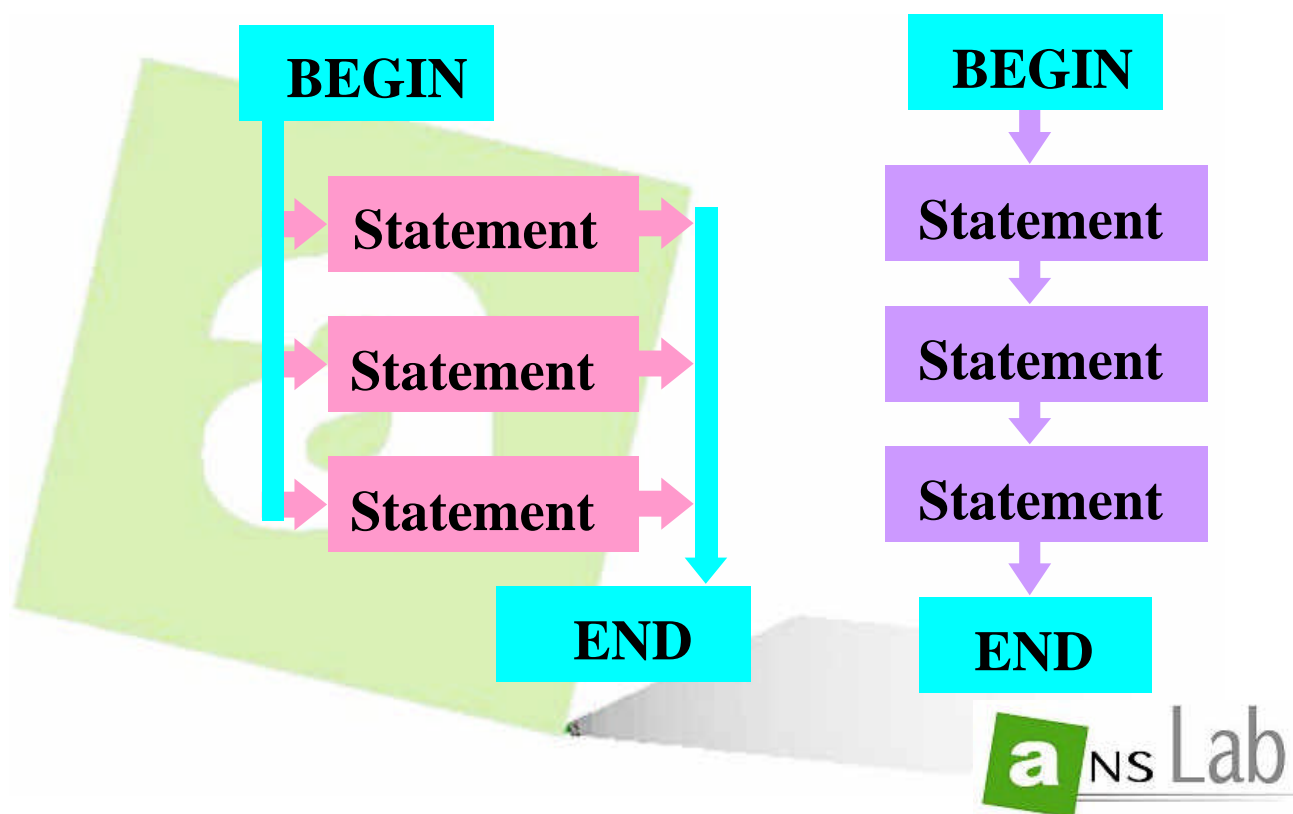 BEGIN
Statement
Statement
Statement
END
BEGIN
Statement
Statement
Statement
END
a NS Lab